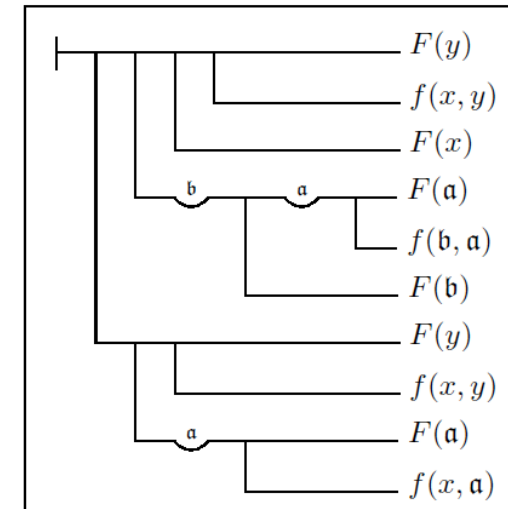 F(y)
f(x, y)
F(x)
𝔟 𝔞 F(𝔞)
f(𝔟, 𝔞)
F(𝔟)
F(y)
f(x, y)
𝔞 F(𝔞)
f(x, 𝔞)